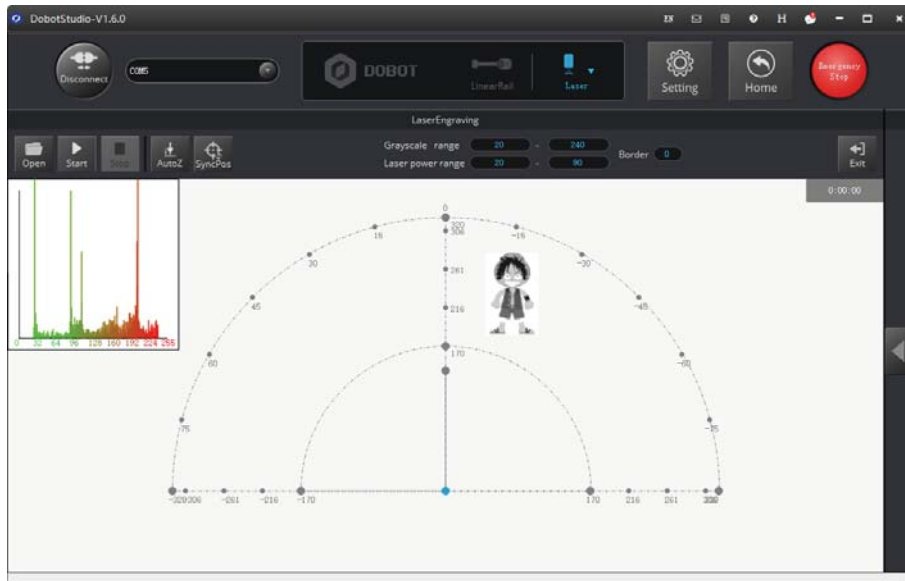 DobotStudio-V1.6.0
EN
H
Disconnect
COM5
DOBOT
LinearRail
Laser
Setting
Home
Emergency
Stop
LaserEngraving
Open
Start
Stop
AutoZ
SyncPos
Grayscale range 20 - 240
Laser power range 20 - 90
Border 0
Exit
0:00:00
0 32 64 96 128 160 192 224 256
0
320
306
15
-15
30
-30
261
45
-45
216
170
60
-60
75
-75
-320 306 -261 -216 -170 170 216 261